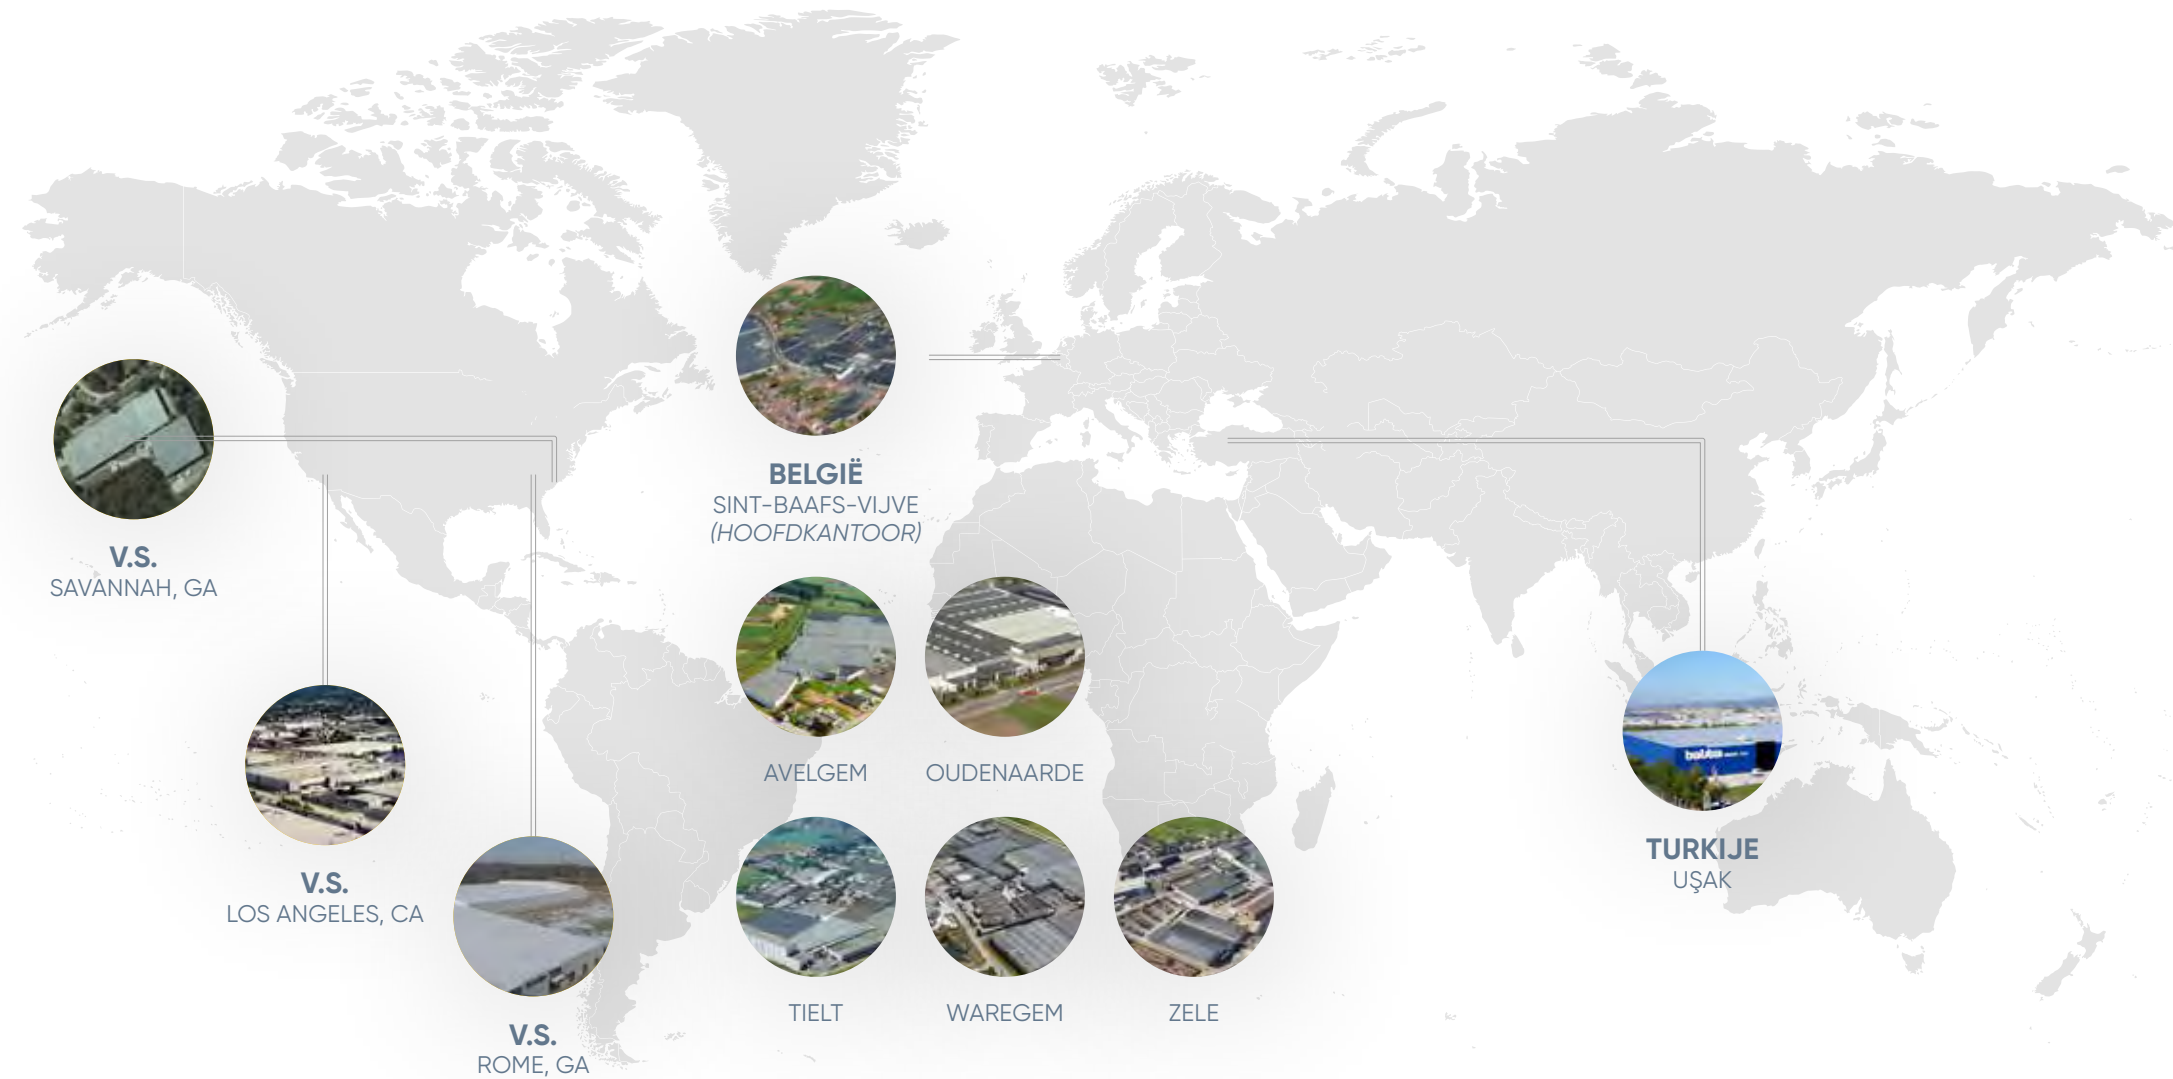 BELGIË
SINT-BAAFS-VIJVE
(HOOFDKANTOOR)
V.S.
SAVANNAH, GA
AVELGEM
OUDENAARDE
V.S.
LOS ANGELES, CA
TURKIJE
UŞAK
TIELT
WAREGEM
ZELE
V.S.
ROME, GA
balta